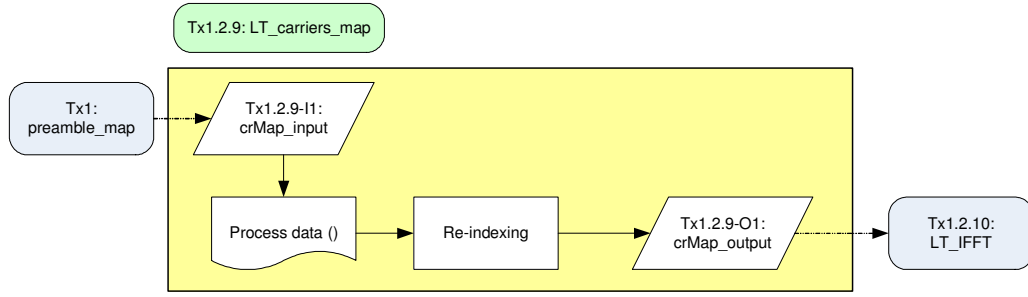 Tx1.2.9: LT_carriers_map
Tx1:
preamble_map
Tx1.2.9-I1:
crMap_input
Process data ()
Re-indexing
Tx1.2.9-O1:
crMap_output
Tx1.2.10:
LT_IFFT